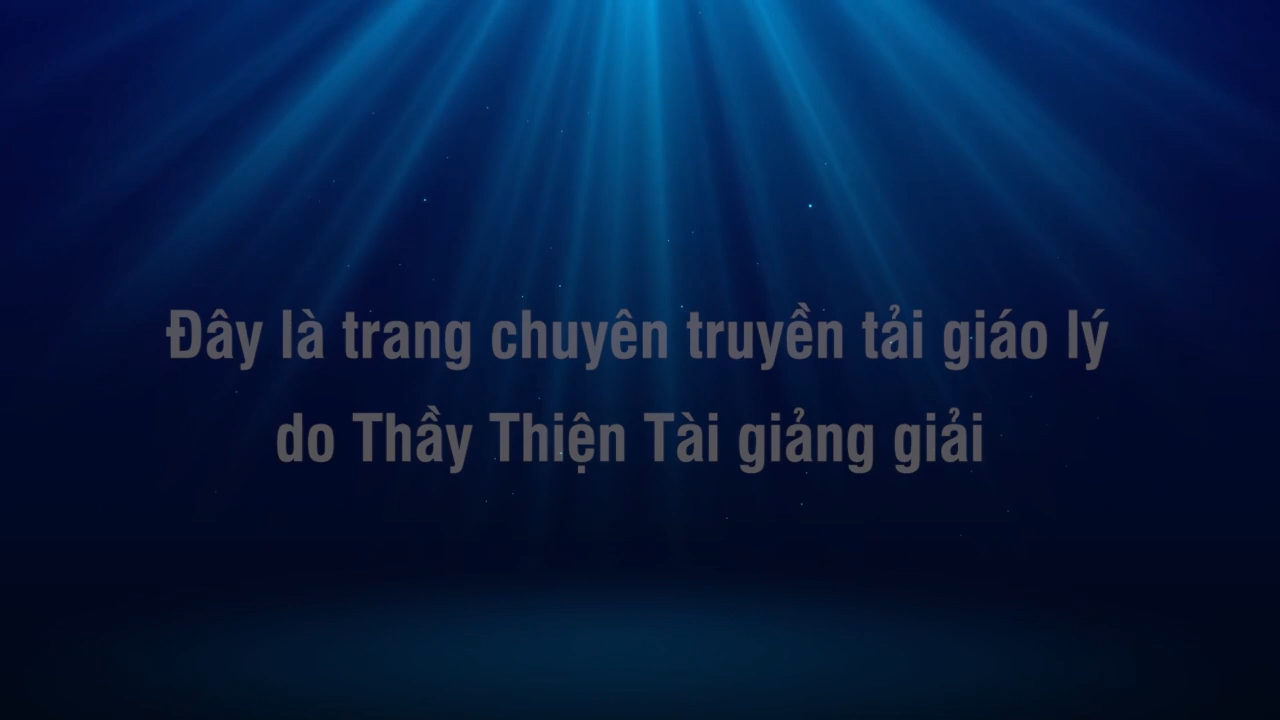 Đây là trang chuyên truyền tải giáo lý
do Thầy Thiện Tài giảng giải